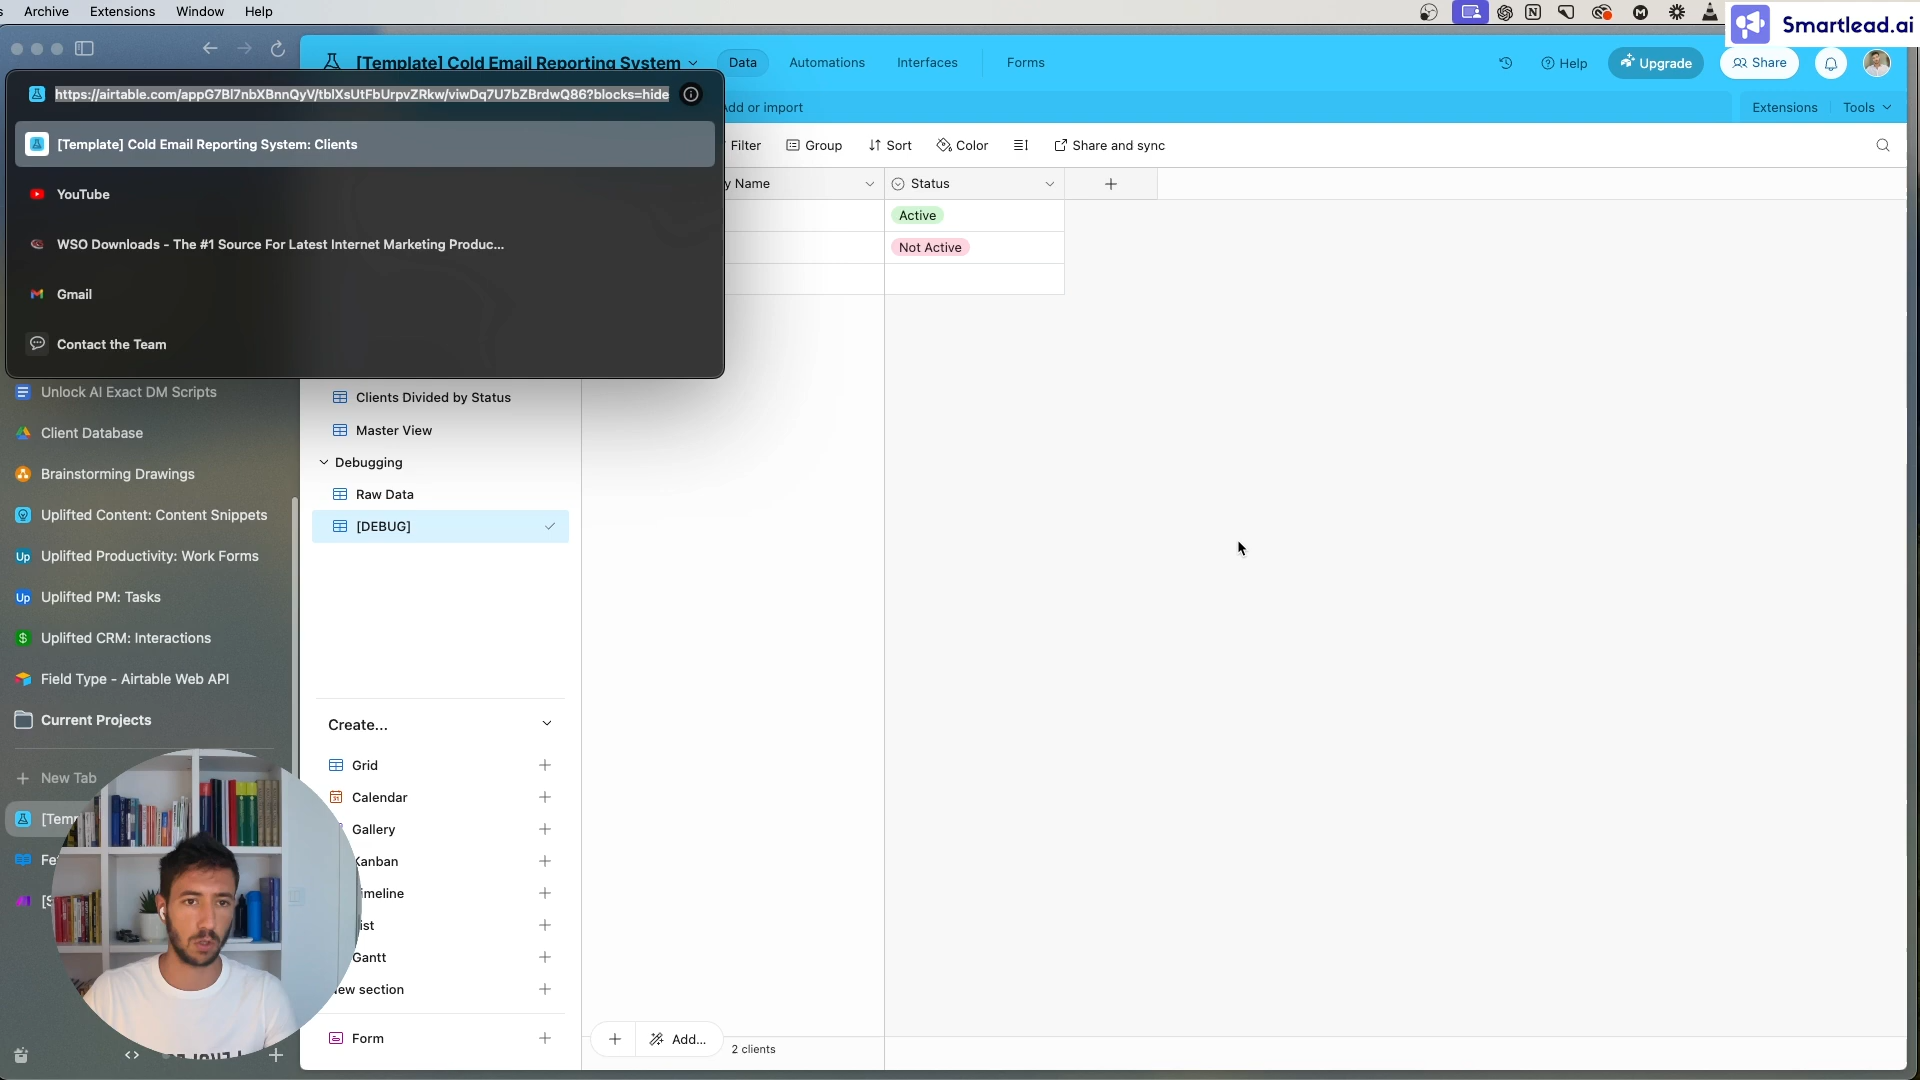 Archive Extensions Window Help
Smartlead.ai
[Template] Cold Email Reporting System
Data Automations Interfaces Forms
Help Upgrade Share
https://airtable.com/appG7Bl7nbXBnnQyV/tblXsUtFbUrpvZRkw/viwDq7U7bZBrdwQ86?blocks=hide
dd or import
Extensions Tools
[Template] Cold Email Reporting System: Clients
Filter Group Sort Color Share and sync
y Name Status
YouTube
Active
WSO Downloads - The #1 Source For Latest Internet Marketing Produc...
Not Active
Gmail
Contact the Team
Unlock AI Exact DM Scripts
Client Database
Brainstorming Drawings
Uplifted Content: Content Snippets
Up Uplifted Productivity: Work Forms
Up Uplifted PM: Tasks
$ Uplifted CRM: Interactions
Field Type - Airtable Web API
Current Projects
New Tab
[Temp
Fe
[S
Clients Divided by Status
Master View
Debugging
Raw Data
[DEBUG]
Create...
Grid
Calendar
Gallery
Kanban
imeline
ist
Gantt
ew section
Form
Add...
2 clients